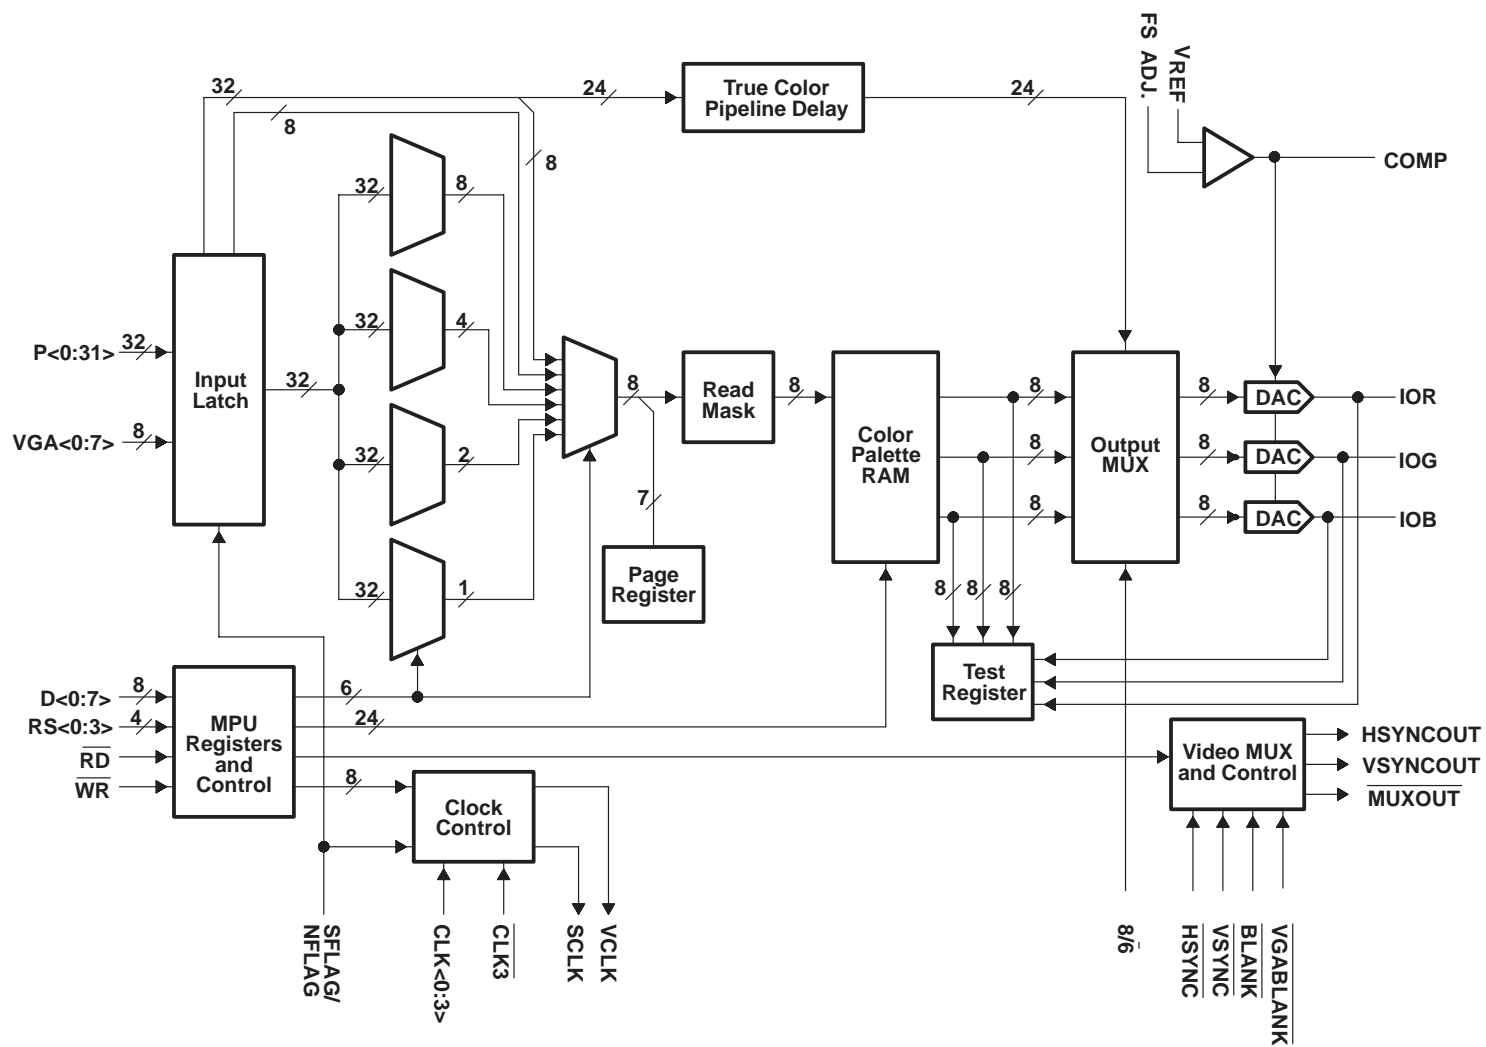 FS ADJ.
VREF
32
24
True Color
Pipeline Delay
24
8
8
COMP
32
8
32
4
P<0:31>
32
Input
Latch
32
8
Read
Mask
8
Color
Palette
RAM
8
8
8
Output
MUX
8
8
8
DAC
DAC
DAC
IOR
IOG
IOB
VGA<0:7>
8
32
2
7
Page
Register
32
1
8
8
8
Test
Register
D<0:7>
8
RS<0:3>
4
RD
WR
MPU
Registers
and
Control
6
24
8
Clock
Control
Video MUX
and Control
HSYNCOUT
VSYNCOUT
MUXOUT
SFLAG/
NFLAG
CLK<0:3>
CLK3
SCLK
VCLK
8/6
HSYNC
VSYNC
BLANK
VGABLANK